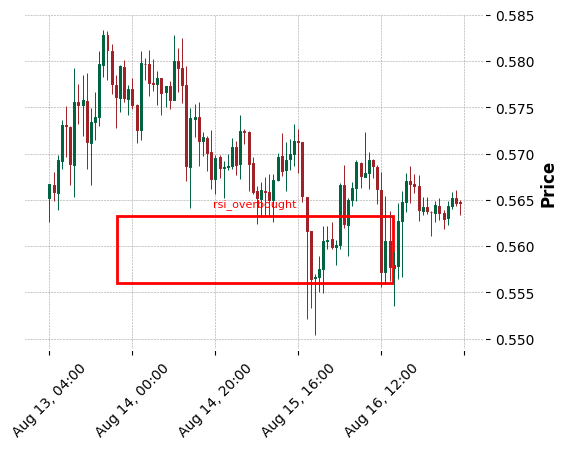 0.585
0.580
0.575
0.570
0.565
0.560
0.555
0.550
Price
rsi_overbought
Aug 13, 04:00
Aug 14, 00:00
Aug 14, 20:00
Aug 15, 16:00
Aug 16, 12:00